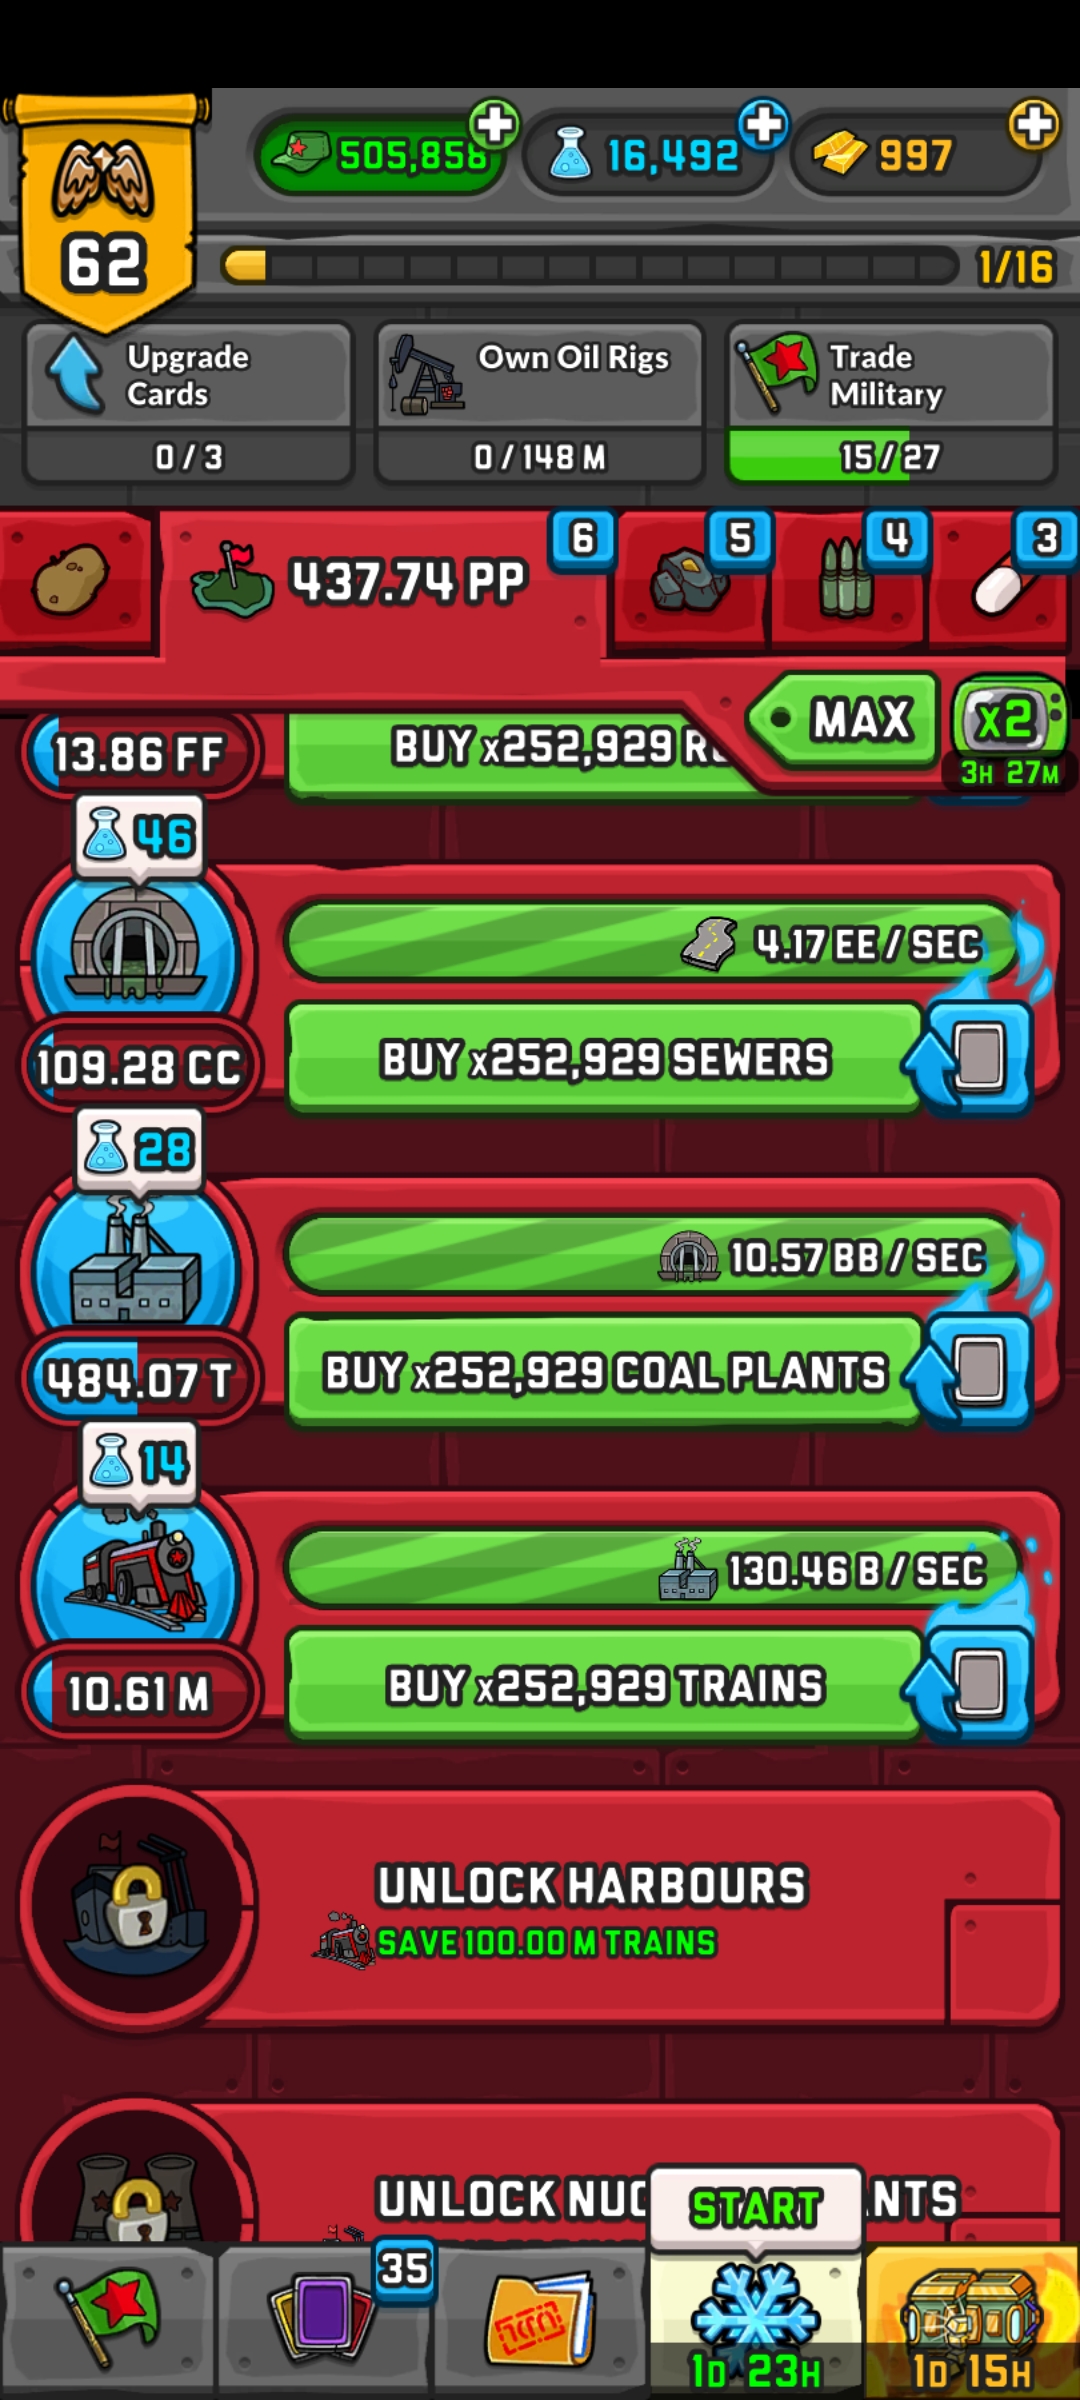 505,858
16,492
997
62
1/16
Upgrade
Cards
0 / 3
Own Oil Rigs
0 / 148 M
Trade
Military
15 / 27
437.74 PP
6
5
4
3
MAX
x2
3H 27M
13.86 FF
BUY x252,929
46
4.17 EE / SEC
109.28 CC
BUY x252,929 SEWERS
28
10.57 BB / SEC
484.07 T
BUY x252,929 COAL PLANTS
14
130.46 B / SEC
10.61 M
BUY x252,929 TRAINS
UNLOCK HARBOURS
SAVE 100.00 M TRAINS
UNLOCK
START
35
1D 23H
1D 15H